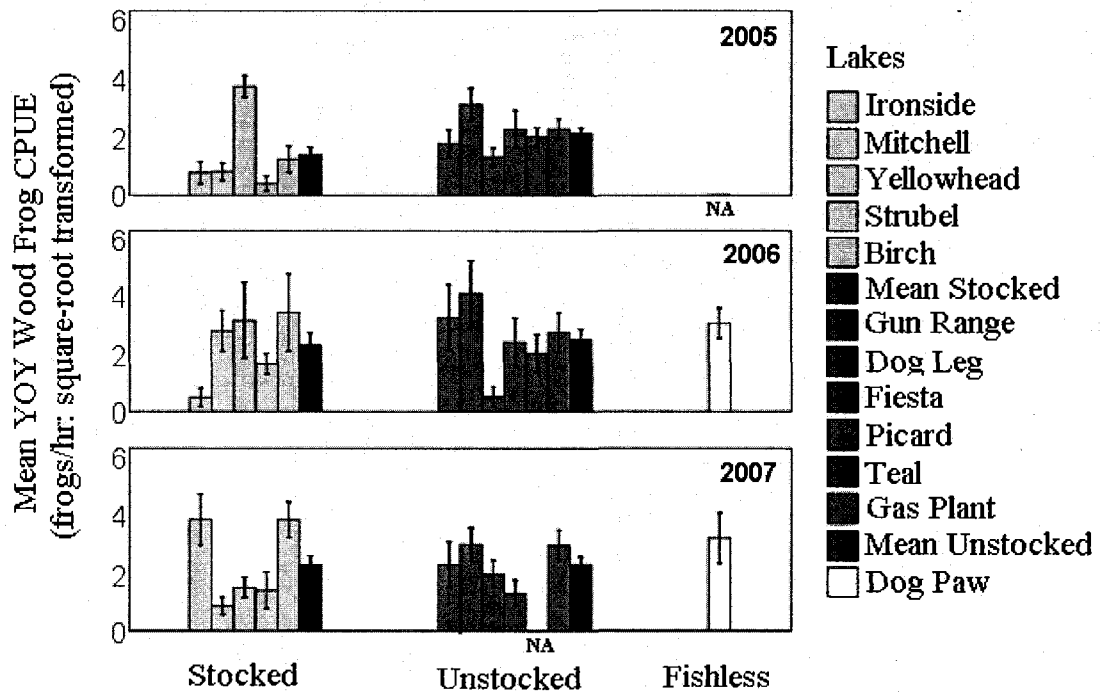 Mean YOY Wood Frog CPUE
(frogs/hr: square-root transformed)
6
4
2
0
2005
NA
6
4
2
0
2006
6
4
2
0
2007
NA
Stocked
Unstocked
Fishless
Lakes
Ironside
Mitchell
Yellowhead
Strubel
Birch
Mean Stocked
Gun Range
Dog Leg
Fiesta
Picard
Teal
Gas Plant
Mean Unstocked
Dog Paw